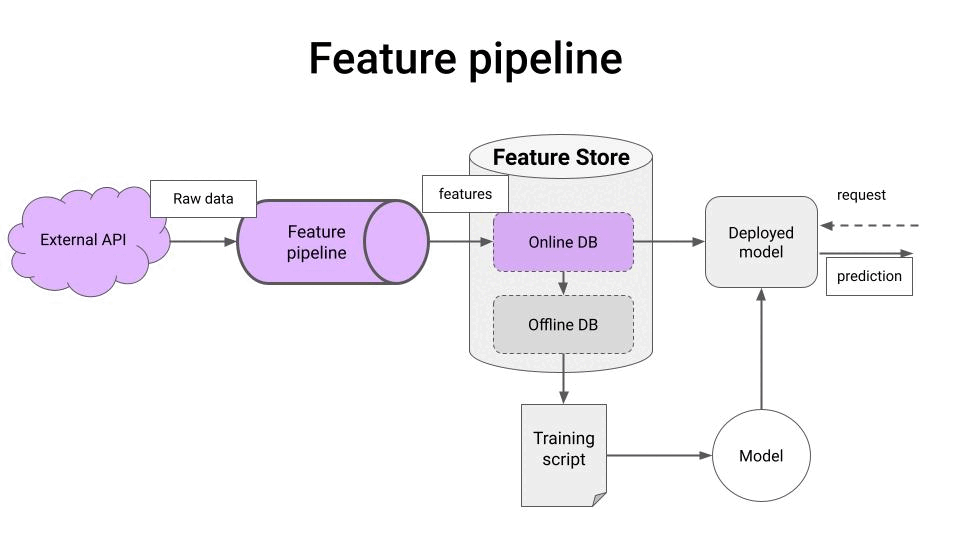 Feature pipeline
Feature Store
Raw data
features
request
External API
Feature
pipeline
Online DB
Deployed
model
prediction
Offline DB
Training
script
Model